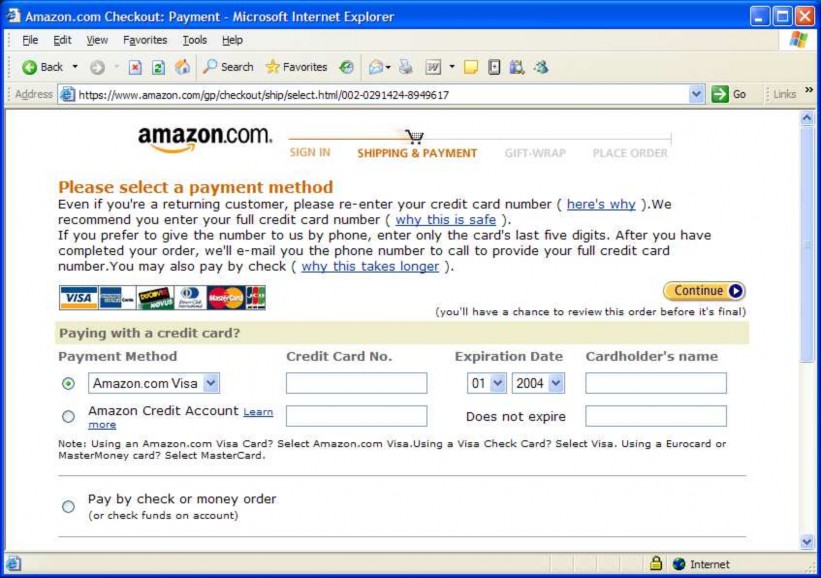 Amazon.com Checkout: Payment - Microsoft Internet Explorer
File Edit View Favorites Tools Help
Back Search Favorites
Address https://www.amazon.com/gp/checkout/ship/select.html/002-0291424-8949617 Go Links »
amazon.com.
SIGN IN SHIPPING & PAYMENT GIFT-WRAP PLACE ORDER
Please select a payment method
Even if you're a returning customer, please re-enter your credit card number ( here's why ).We
recommend you enter your full credit card number ( why this is safe ).
If you prefer to give the number to us by phone, enter only the card's last five digits. After you have
completed your order, we'll e-mail you the phone number to call to provide your full credit card
number.You may also pay by check ( why this takes longer ).
VISA MasterCard JCB
Continue
(you'll have a chance to review this order before it's final)
Paying with a credit card?
Payment Method Credit Card No. Expiration Date Cardholder's name
Amazon.com Visa 01 2004
Amazon Credit Account Learn
more
Does not expire
Note: Using an Amazon.com Visa Card? Select Amazon.com Visa.Using a Visa Check Card? Select Visa. Using a Eurocard or
MasterMoney card? Select MasterCard.
Pay by check or money order
(or check funds on account)
Internet